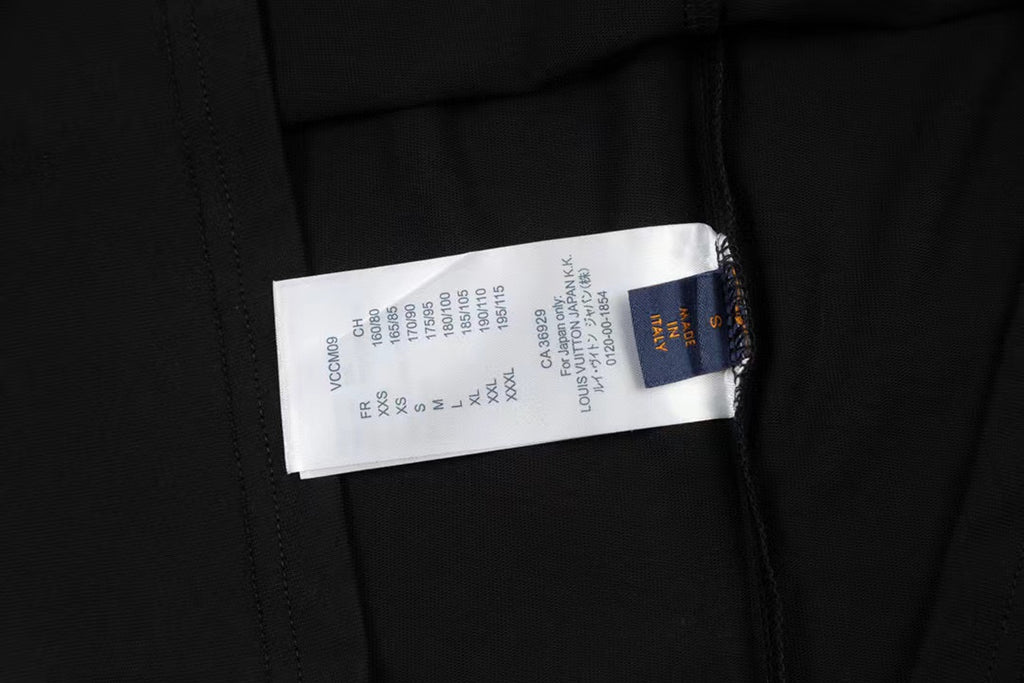 VCCM09
FR CH
XXS 160/80
XS 165/85
S 170/90
M 175/95
L 180/100
XL 185/105
XXL 190/110
XXXL 195/115
CA 36929
For Japan only:
LOUIS VUITTON JAPAN K.K.
ルイ・ヴィトン ジャパン(株)
0120-00-1854
S
MADE
IN
ITALY